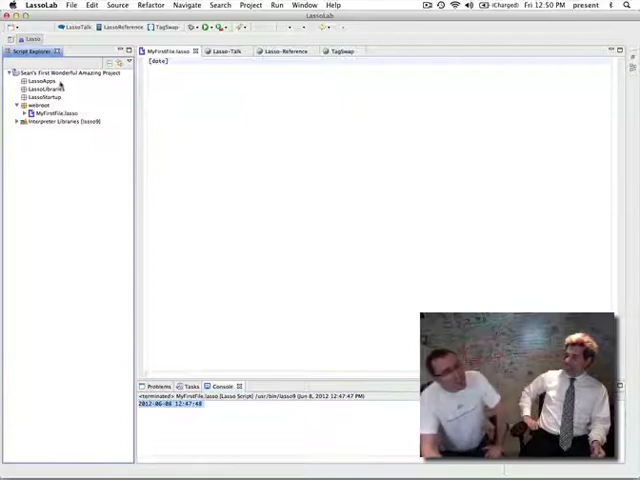 LassoLab File Edit Source Refactor Navigate Search Project Run Window Help (Charged) Fri 12:50 PM present
LassoLab
LassoTalk LassoReference TagSwap
Lasso
Script Explorer
MyFirstFile.lasso Lasso-Talk Lasso-Reference TagSwap
[date]
Sean's First Wonderful Amazing Project
LassoApps
LassoLibraries
LassoStartup
webroot
MyFirstFile.lasso
Interpreter Libraries [lasso9]
Problems Tasks Console
<terminated> MyFirstFile.lasso [Lasso Script] /usr/bin/lasso9 (Jun 8, 2012 12:47:47 PM)
2012-06-08 12:47:48